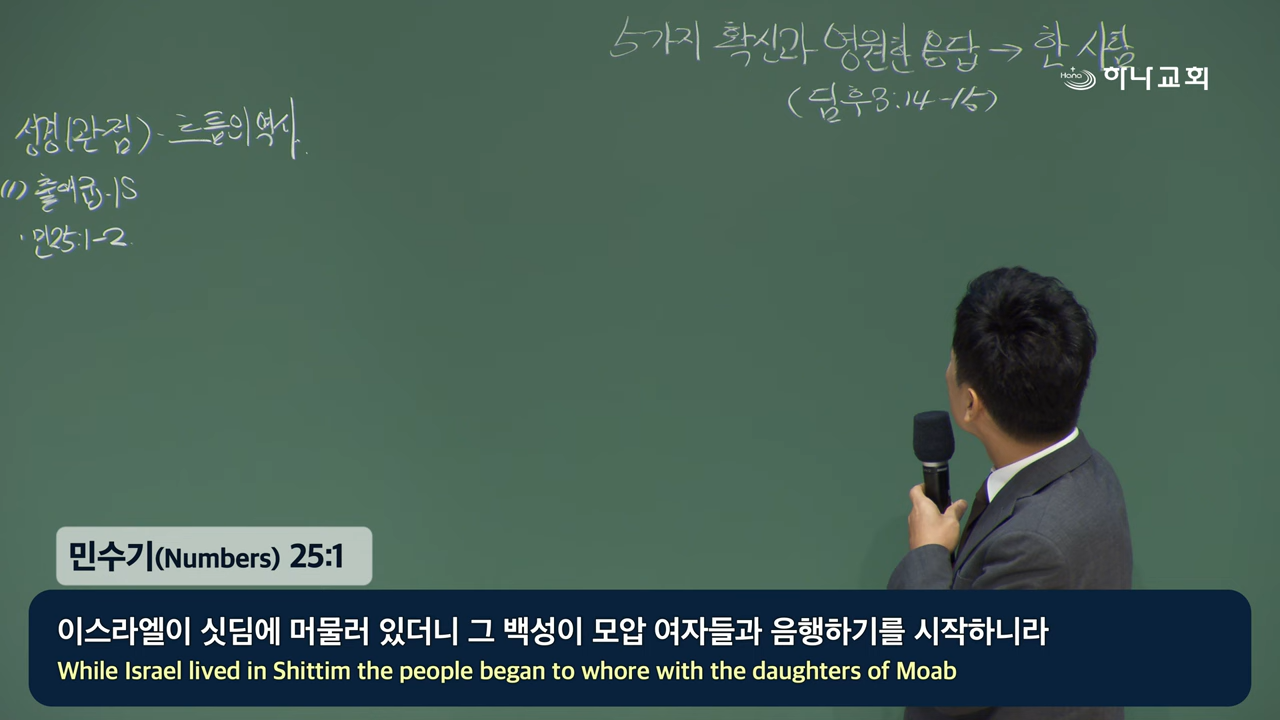 5가지 확신과 영원한 응답 → 한 사람
(딤후3:14-15)
Hana 하나교회
성경(관점)- 흐름의 역사.
(1) 출애굽.
· 민25:1-2.
민수기(Numbers) 25:1
이스라엘이 싯딤에 머물러 있더니 그 백성이 모압 여자들과 음행하기를 시작하니라
While Israel lived in Shittim the people began to whore with the daughters of Moab